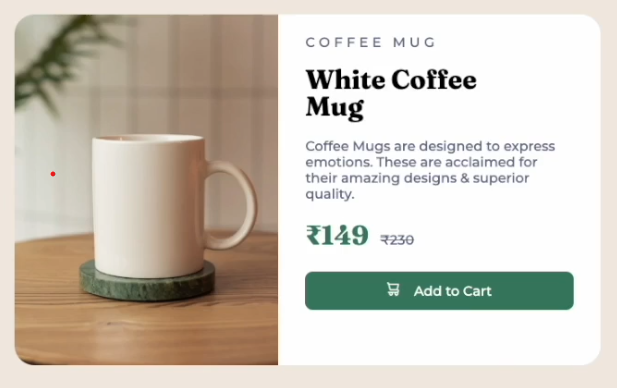 COFFEE MUG
White Coffee
Mug
Coffee Mugs are designed to express
emotions. These are acclaimed for
their amazing designs & superior
quality.
₹149 ₹230
Add to Cart